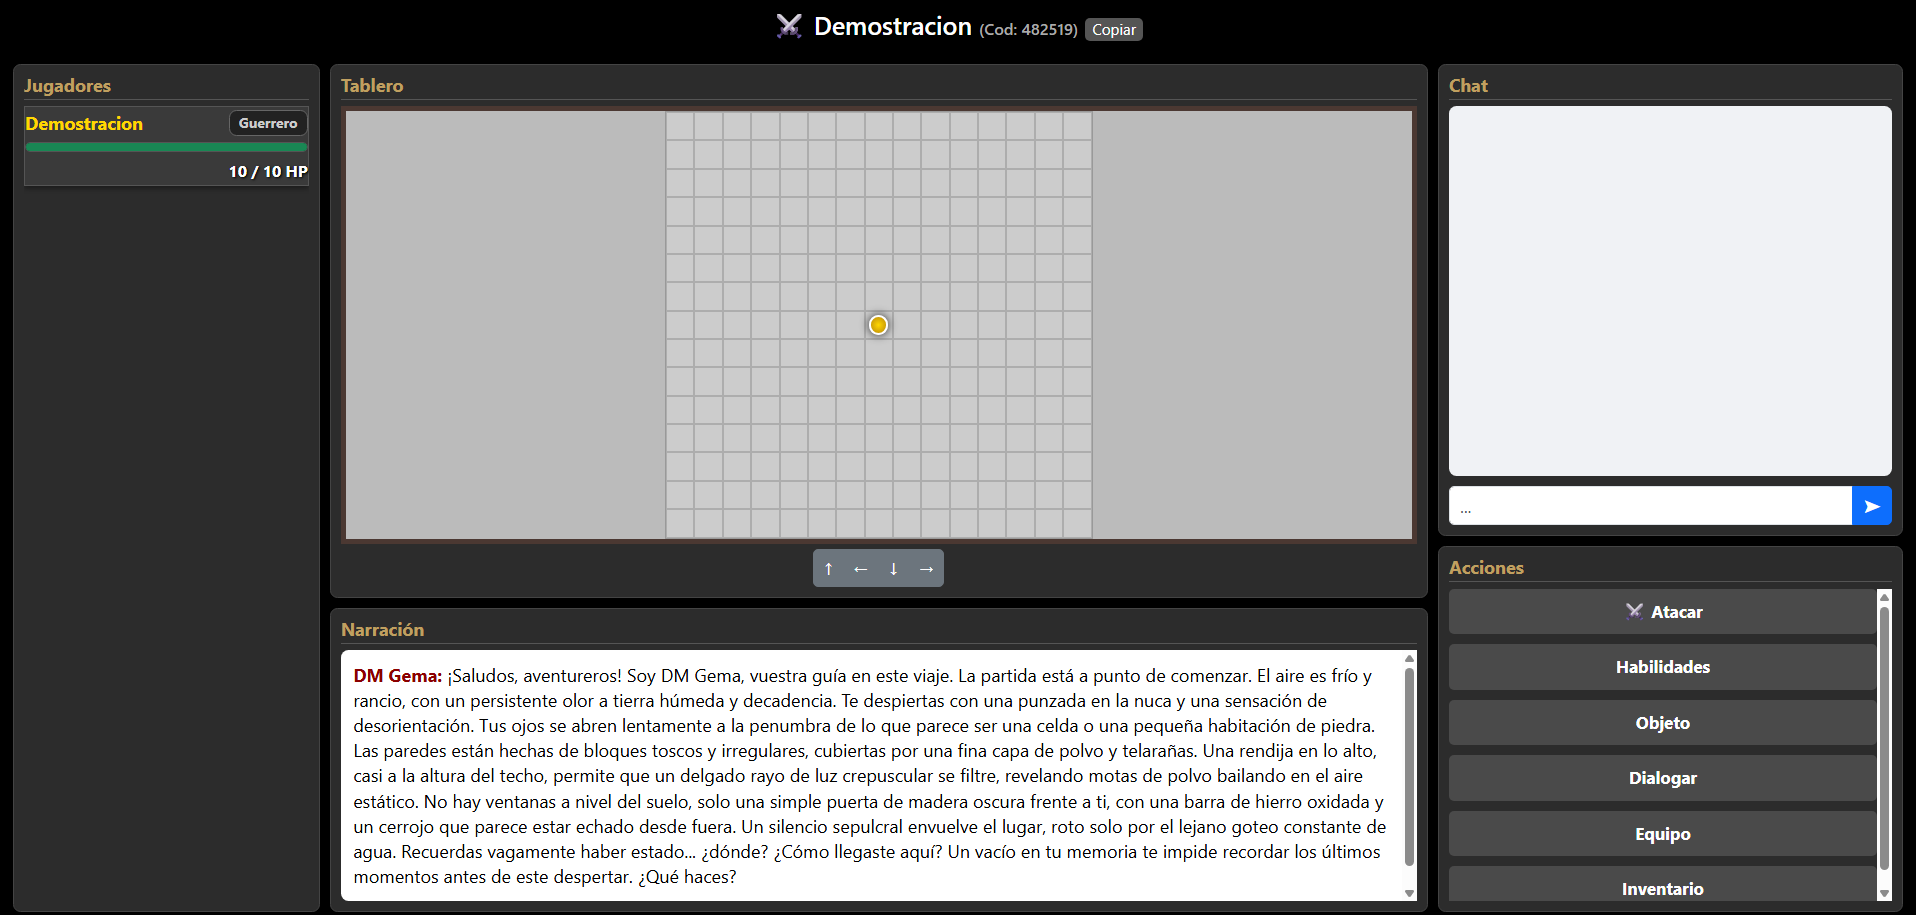 Demostracion (Cod: 482519) Copiar
Jugadores
Demostracion Guerrero
10 / 10 HP
Tablero
↑ ← ↓ →
Narración
DM Gema: ¡Saludos, aventureros! Soy DM Gema, vuestra guía en este viaje. La partida está a punto de comenzar. El aire es frío y
rancio, con un persistente olor a tierra húmeda y decadencia. Te despiertas con una punzada en la nuca y una sensación de
desorientación. Tus ojos se abren lentamente a la penumbra de lo que parece ser una celda o una pequeña habitación de piedra.
Las paredes están hechas de bloques toscos y irregulares, cubiertas por una fina capa de polvo y telarañas. Una rendija en lo alto,
casi a la altura del techo, permite que un delgado rayo de luz crepuscular se filtre, revelando motas de polvo bailando en el aire
estático. No hay ventanas a nivel del suelo, solo una simple puerta de madera oscura frente a ti, con una barra de hierro oxidada y
un cerrojo que parece estar echado desde fuera. Un silencio sepulcral envuelve el lugar, roto solo por el lejano goteo constante de
agua. Recuerdas vagamente haber estado... ¿dónde? ¿Cómo llegaste aquí? Un vacío en tu memoria te impide recordar los últimos
momentos antes de este despertar. ¿Qué haces?
Chat
...
Acciones
Atacar
Habilidades
Objeto
Dialogar
Equipo
Inventario